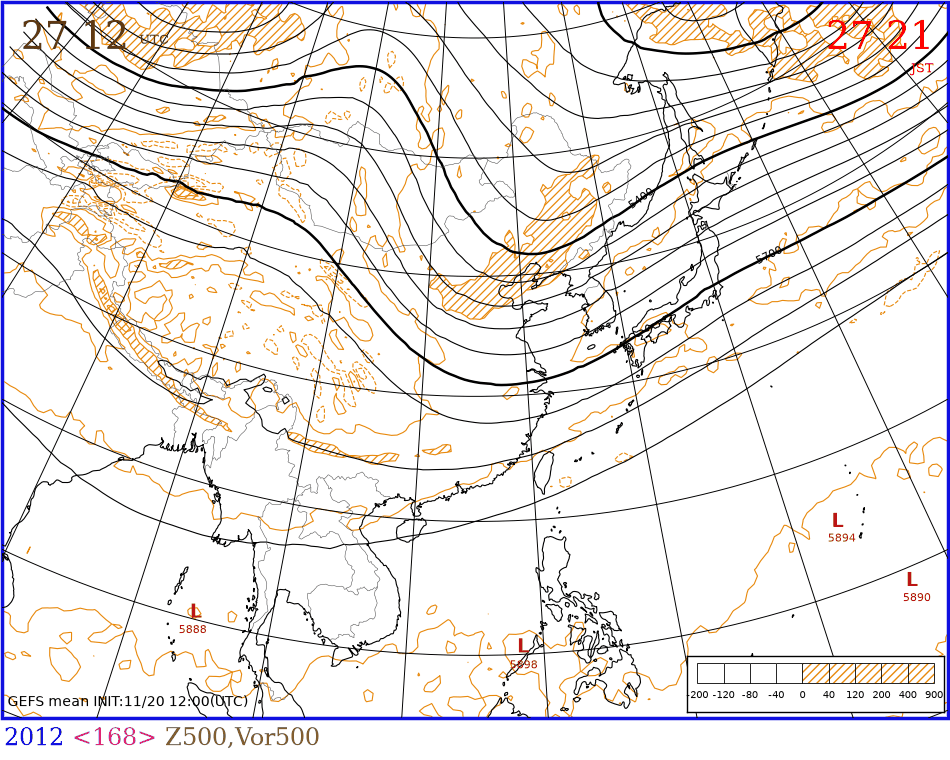 27 12 UTC
27 21
JST
5400
5700
3
L
5894
L
5890
L
5888
L
5898
-200 -120 -80 -40 0 40 120 200 400 900
GEFS mean INIT:11/20 12:00(UTC)
2012 <168> Z500,Vor500